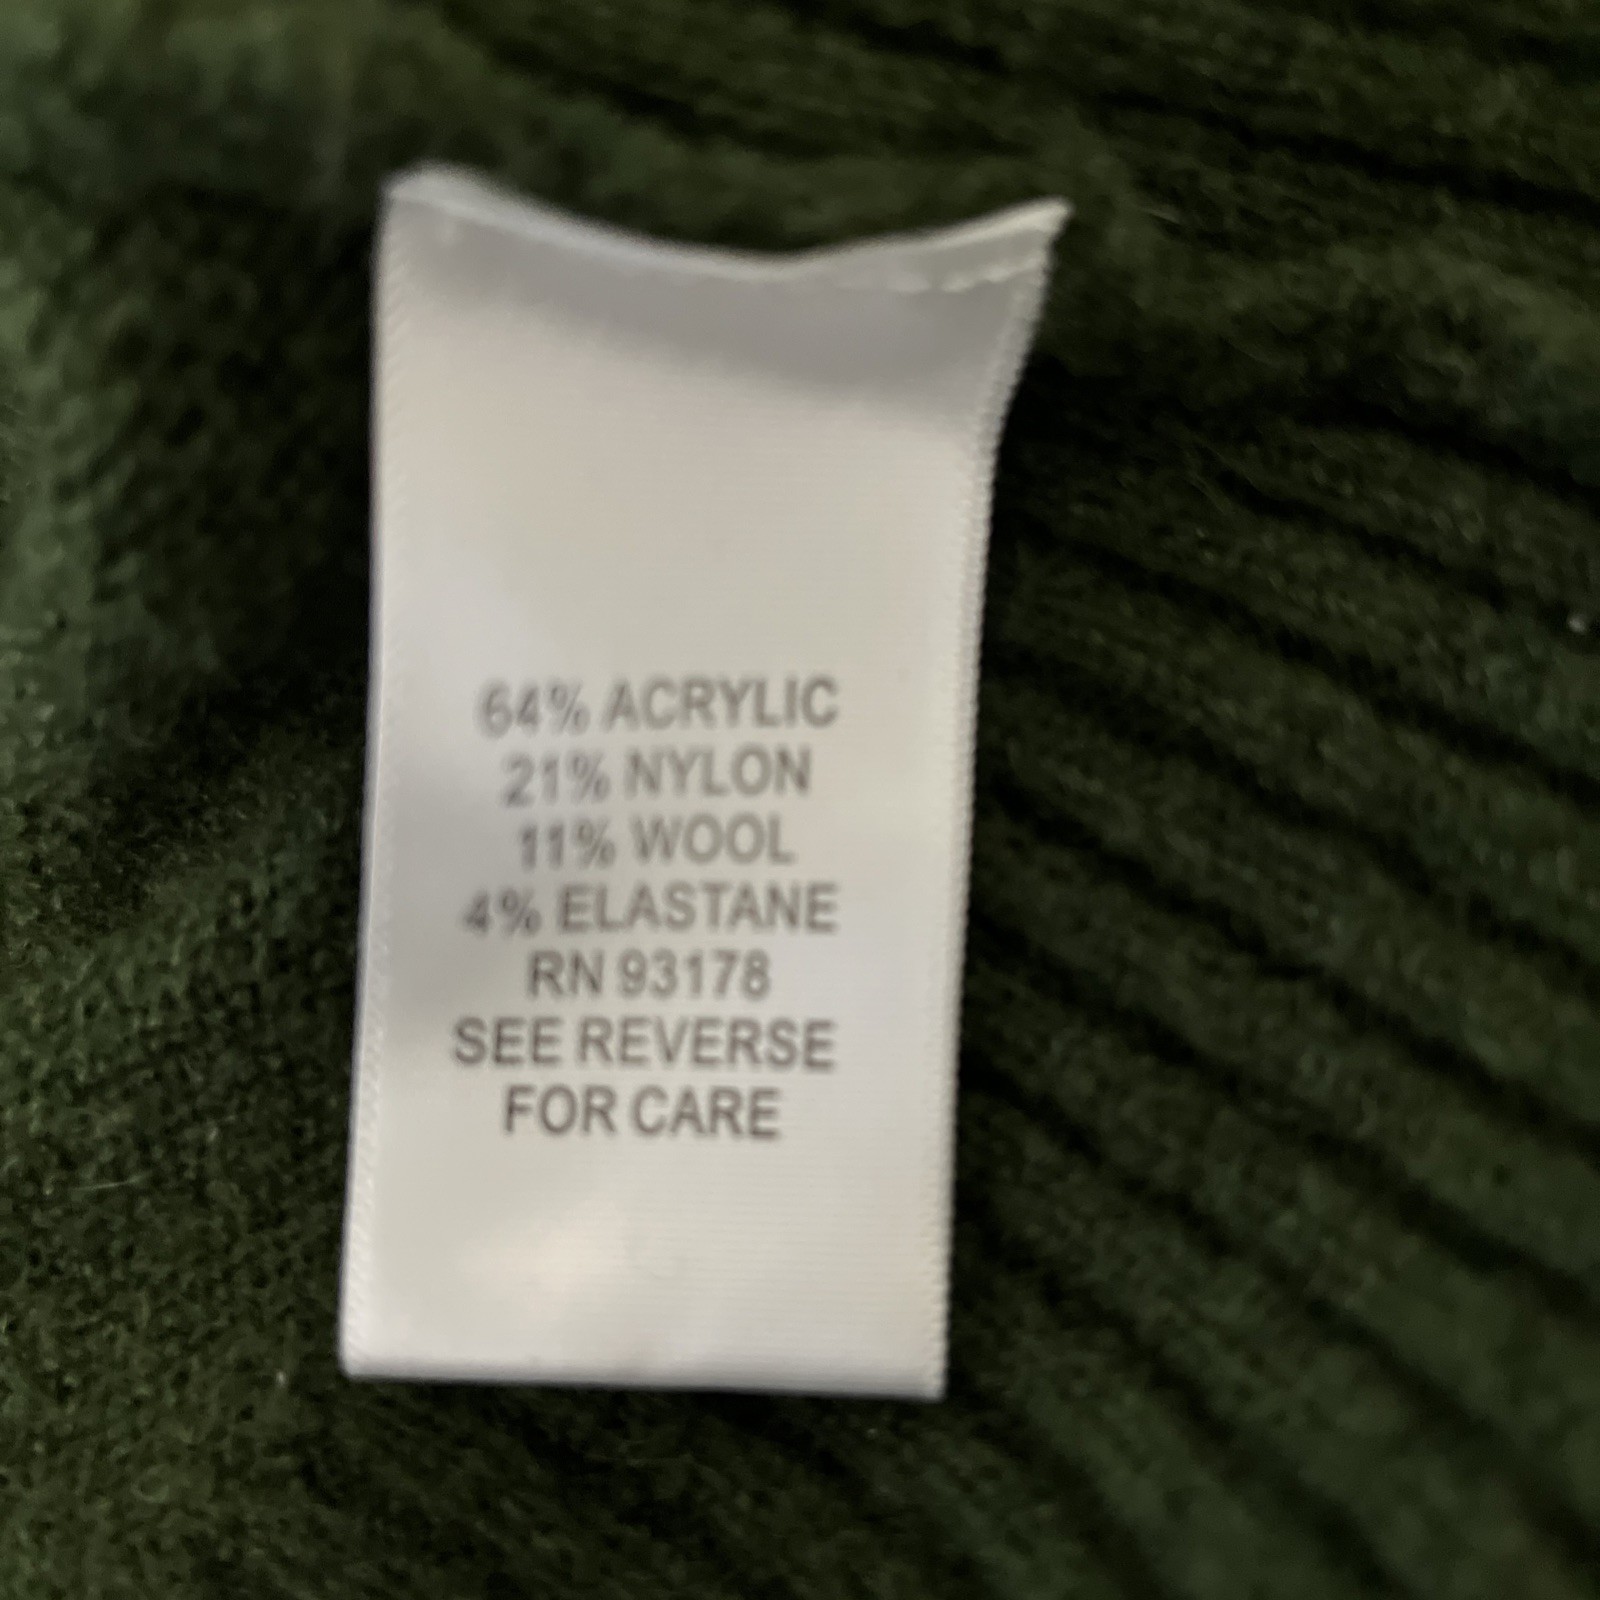 64% ACRYLIC
21% NYLON
11% WOOL
4% ELASTANE
RN 93178
SEE REVERSE
FOR CARE